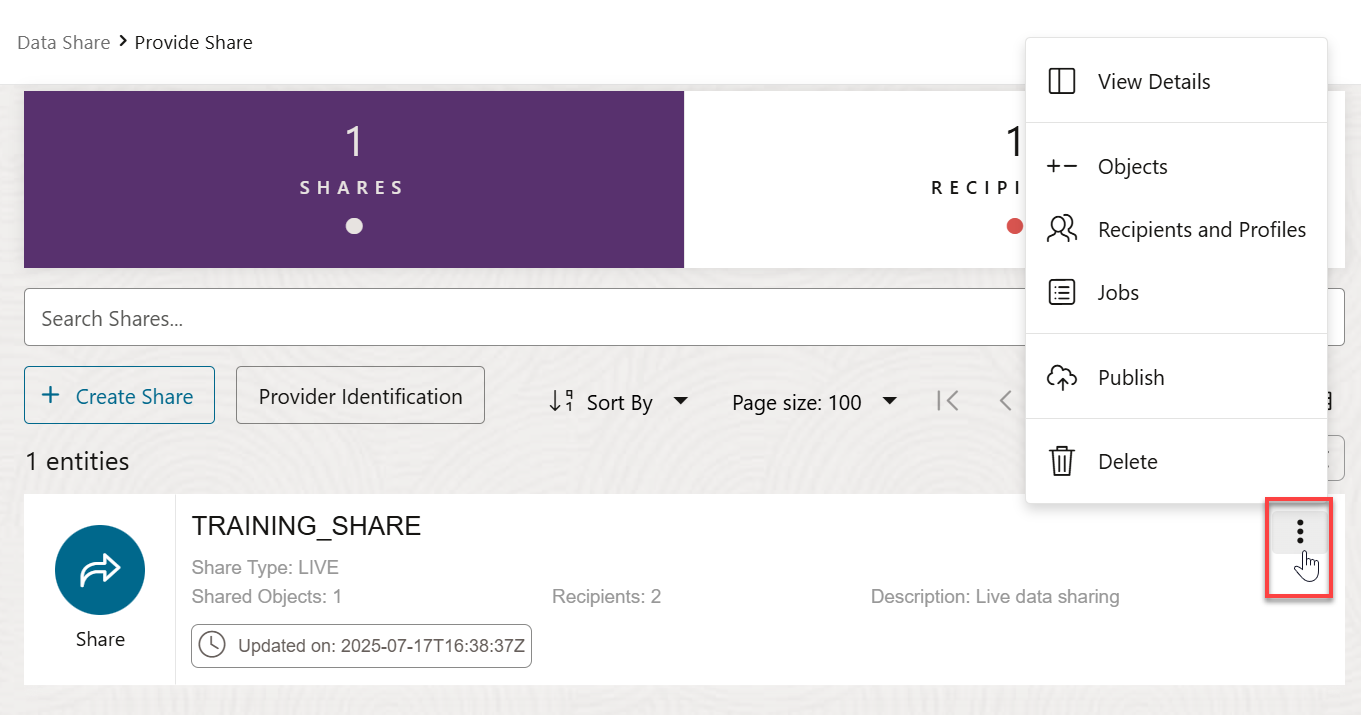 Data Share > Provide Share
1
SHARES
1
View Details
Objects
Recipients and Profiles
Jobs
Publish
Delete
Search Shares...
+ Create Share
Provider Identification
Sort By
Page size: 100
1 entities
Share
TRAINING_SHARE
Share Type: LIVE
Shared Objects: 1
Recipients: 2
Description: Live data sharing
Updated on: 2025-07-17T16:38:37Z